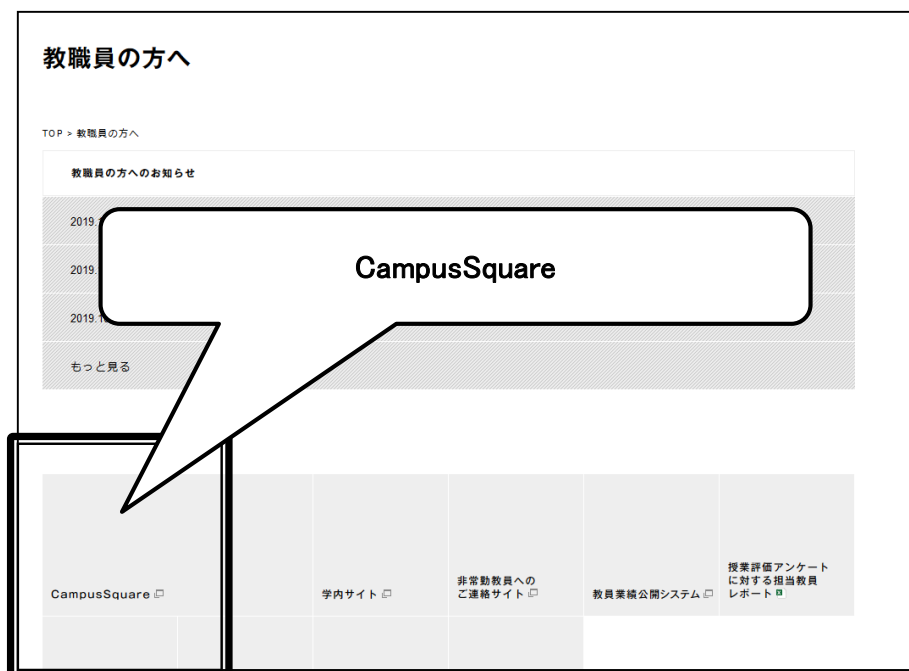 教職員の方へ
TOP > 教職員の方へ
教職員の方へのお知らせ
2019.
2019.
2019.
もっと見る
CampusSquare
CampusSquare
学内サイト
非常勤教員への
ご連絡サイト
教員業績公開システム
授業評価アンケート
に対する担当教員
レポート